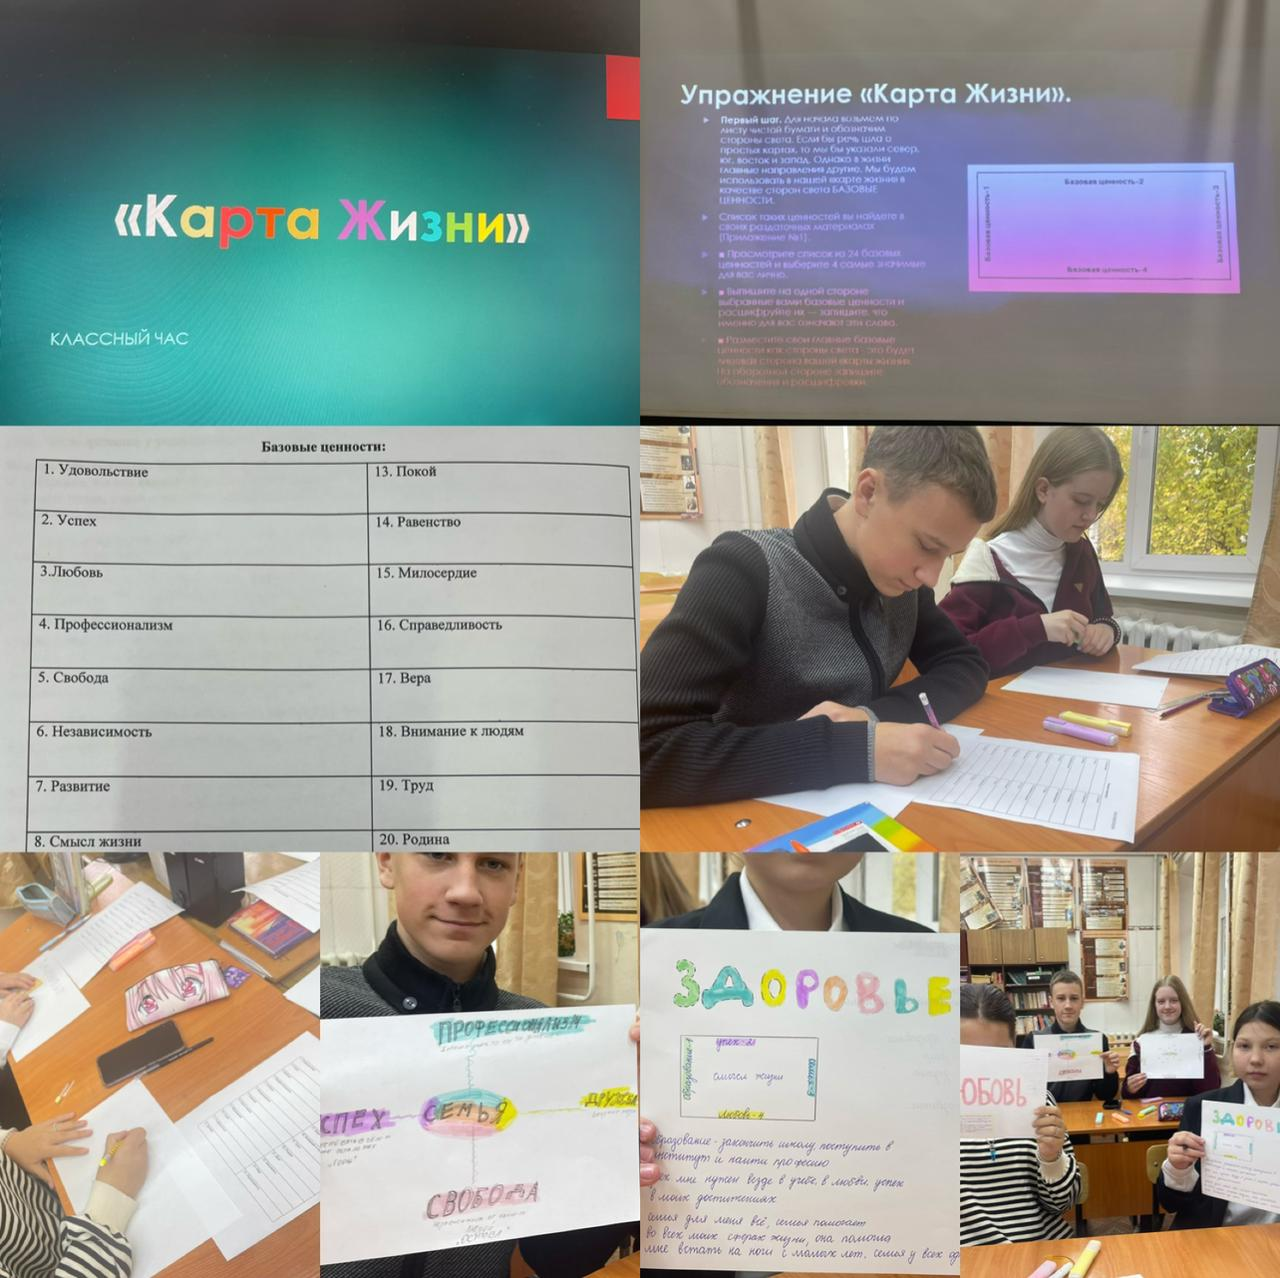 «Карта Жизни»
КЛАССНЫЙ ЧАС
Упражнение «Карта Жизни».
Первый шаг. Для начала возьмем по
листу чистой бумаги и обозначим
стороны света. Если бы речь шла о
простых картах, то мы бы указали север,
юг, восток и запад. Однако в жизни
главные направления другие. Мы будем
использовать в нашей «карте жизни» в
качестве сторон света БАЗОВЫЕ
ЦЕННОСТИ.
Список таких ценностей вы найдете в
своих раздаточных материалах
(Приложение №1).
■ Просмотрите список из 24 базовых
ценностей и выберите 4 самые значимые
для вас лично.
■ Выпишите на одной стороне
выбранные вами базовые ценности и
расшифруйте их — запишите, что
именно для вас означают эти слова.
■ Разместите свои главные базовые
ценности как стороны света - это будет
лицевая сторона вашей «карты жизни».
На оборотной стороне запишите
обозначения и расшифровки.
Базовая ценность-1
Базовая ценность-2
Базовая ценность-3
Базовая ценность-4
Базовые ценности:
1. Удовольствие
13. Покой
2. Успех
14. Равенство
3.Любовь
15. Милосердие
4. Профессионализм
16. Справедливость
5. Свобода
17. Вера
6. Независимость
18. Внимание к людям
7. Развитие
19. Труд
8. Смысл жизни
20. Родина
ПРОФЕССИОНАЛИЗМ
СПЕХ
СЕМЬЯ
ДРУЖБА
СВОБОДА
ЗДОРОВЬЕ
успех-2
образование-1
смысл жизни
любовь-4
бразование - закончить школу поступить в
институт и найти професию
ех мне нужен везде в учебе, в любви, успех
в моих достижениях
семья для меня всё, семья помогает
во всех моих сферах жизни, она помогла
мне встать на ноги с малых лет, семья у всех
ЮБОВЬ
ЗДОРОВЬ